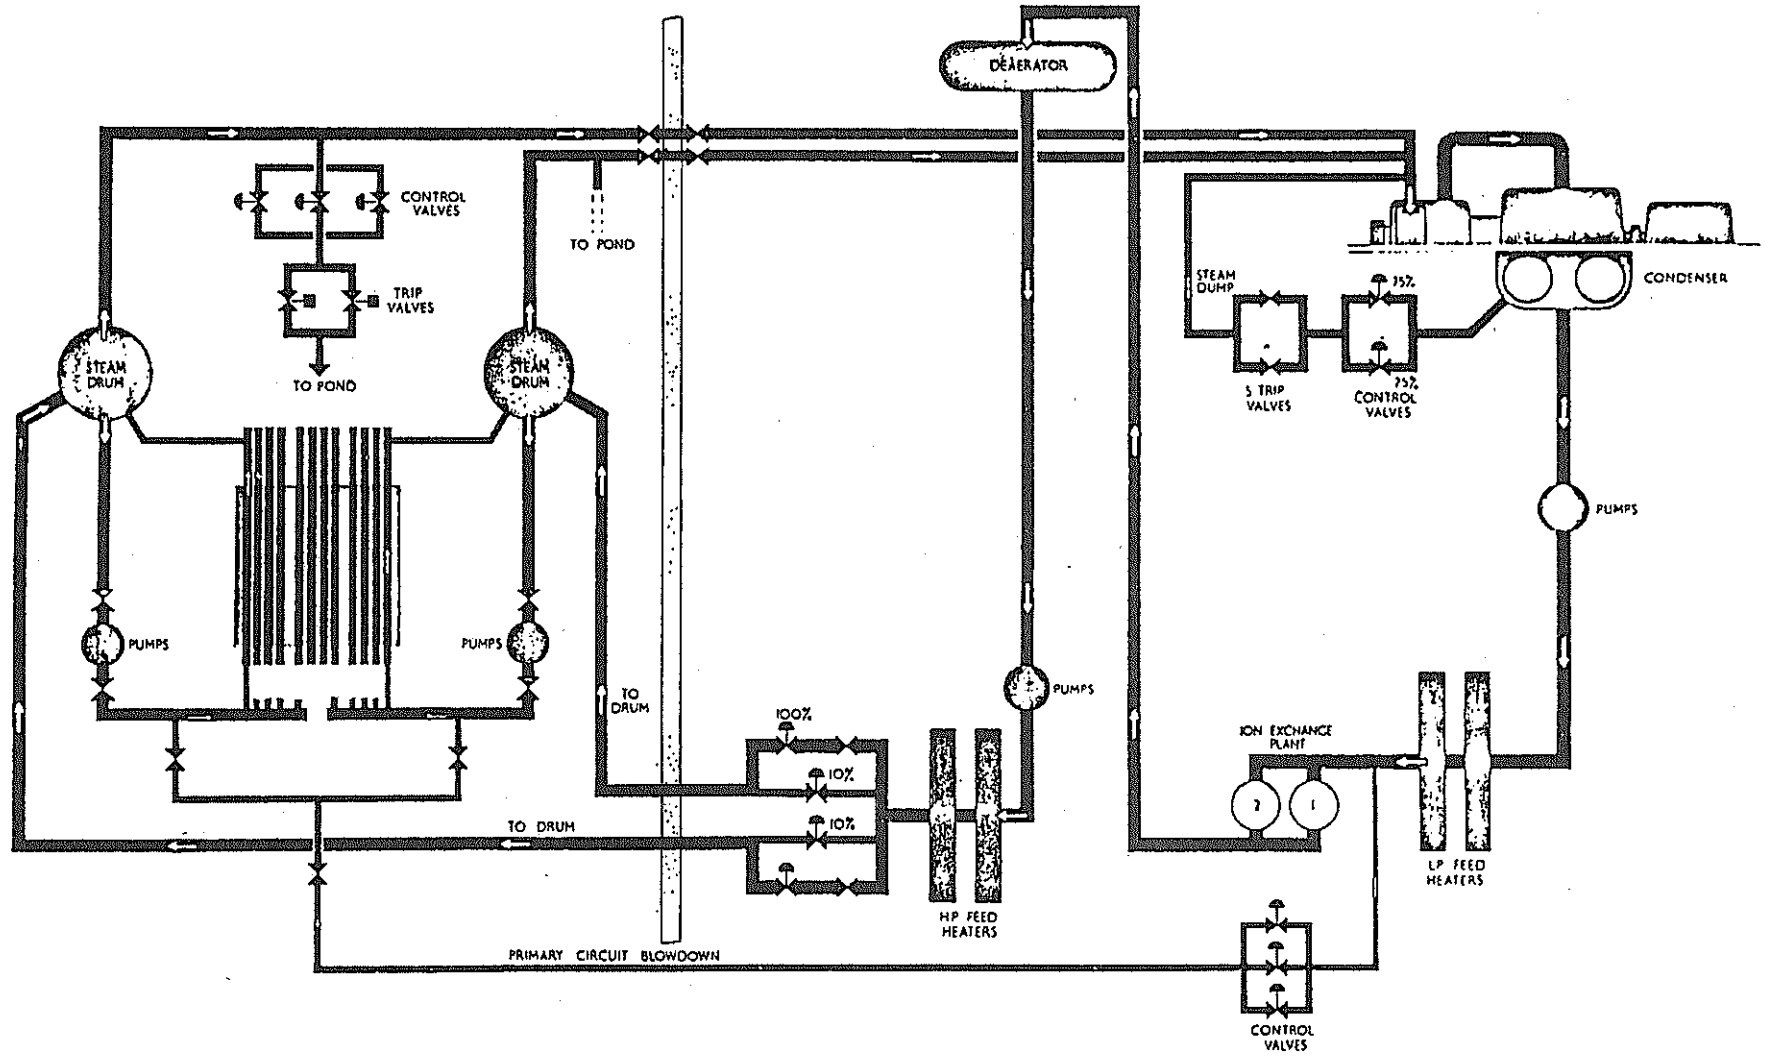 DEAERATOR
CONTROL
VALVES
TO POND
TRIP
VALVES
TO POND
STEAM
DRUM
STEAM
DRUM
STEAM
DUMP
75%
CONDENSER
75%
S TRIP
VALVES
CONTROL
VALVES
PUMPS
PUMPS
PUMPS
PUMPS
TO
DRUM
100%
10%
TO DRUM
10%
ION EXCHANGE
PLANT
2
1
LP FEED
HEATERS
HP FEED
HEATERS
PRIMARY CIRCUIT BLOWDOWN
CONTROL
VALVES